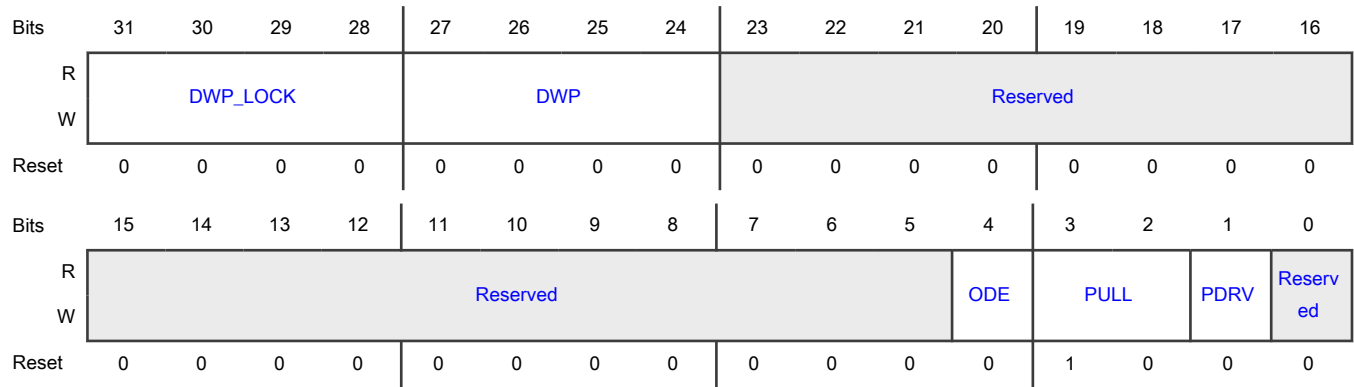 Bits 31 30 29 28 27 26 25 24 23 22 21 20 19 18 17 16
R
DWP_LOCK DWP Reserved
W
Reset 0 0 0 0 0 0 0 0 0 0 0 0 0 0 0 0
Bits 15 14 13 12 11 10 9 8 7 6 5 4 3 2 1 0
R
Reserved ODE PULL PDRV Reserv
ed
W
Reset 0 0 0 0 0 0 0 0 0 0 0 0 1 0 0 0